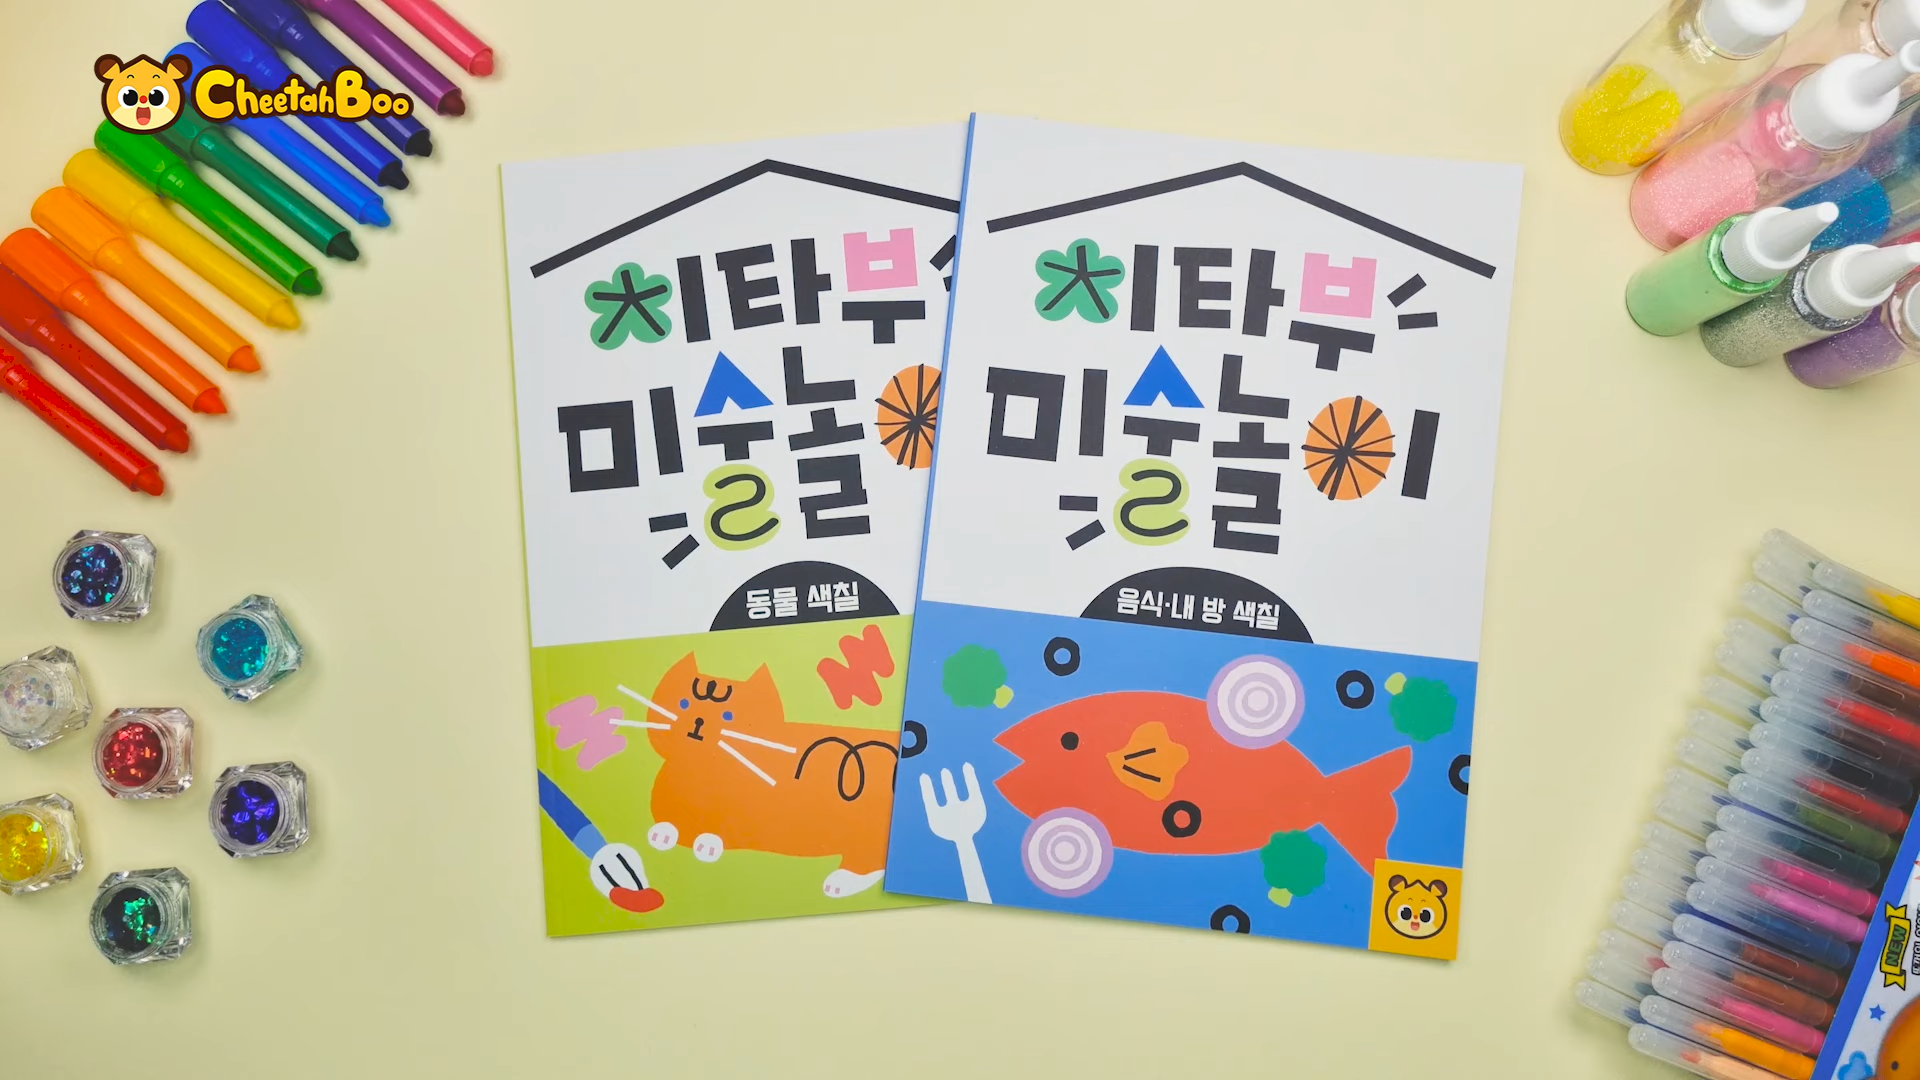 CheetahBoo
치타부
미술놀이
동물 색칠
치타부
미술놀이
음식·내 방 색칠
NEW